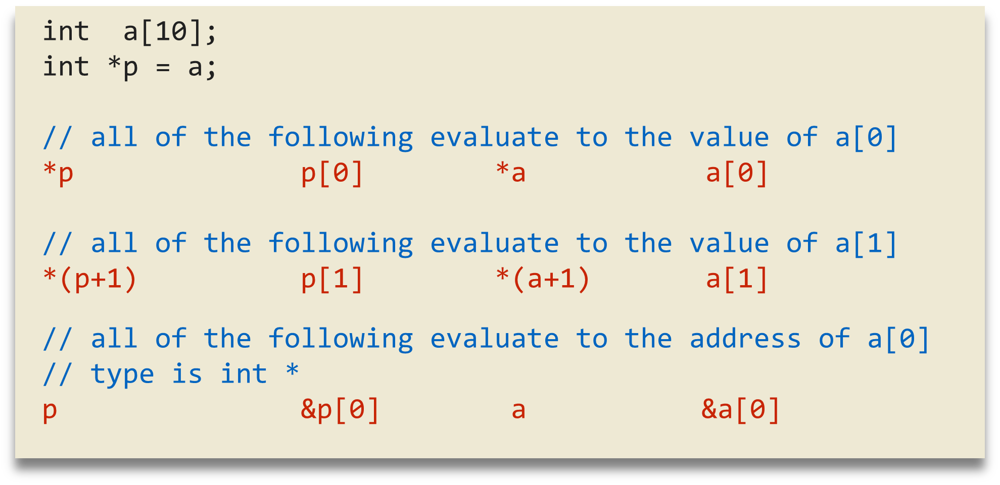 int  a[10];
int *p = a;
// all of the following evaluate to the value of a[0]
*p              p[0]        *a           a[0]
// all of the following evaluate to the value of a[1]
*(p+1)          p[1]        *(a+1)       a[1]
// all of the following evaluate to the address of a[0]
// type is int *
p               &p[0]        a           &a[0]